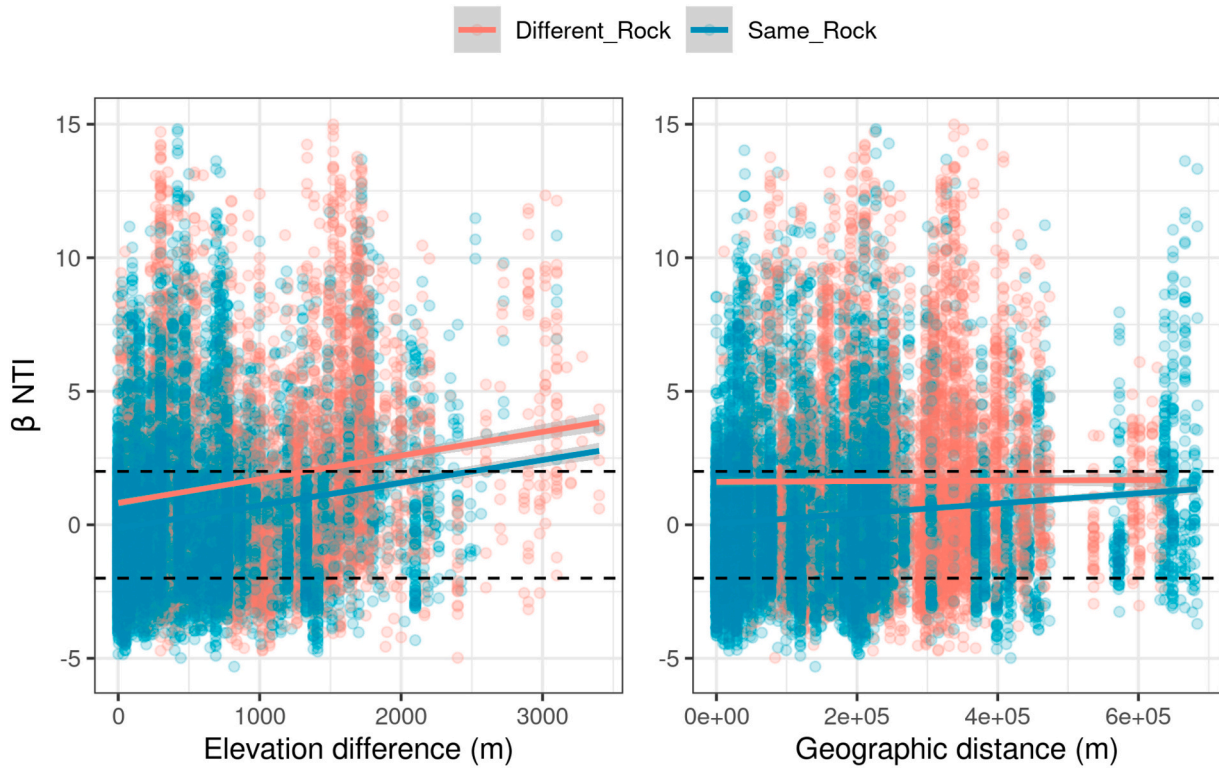 Different_Rock Same_Rock
β NTI
15
10
5
0
-5
0 1000 2000 3000
Elevation difference (m)
15
10
5
0
-5
0e+00 2e+05 4e+05 6e+05
Geographic distance (m)